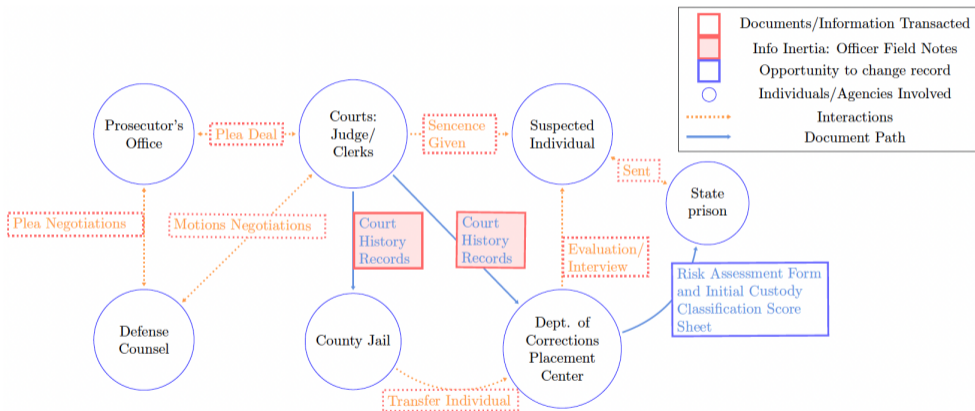 Documents/Information Transacted
Info Inertia: Officer Field Notes
Opportunity to change record
Individuals/Agencies Involved
Interactions
Document Path
Prosecutor's
Office
Plea Deal
Courts:
Judge/
Clerks
Sencence
Given
Suspected
Individual
Sent
State
prison
Plea Negotiations
Motions Negotiations
Court
History
Records
Court
History
Records
Evaluation/
Interview
Risk Assessment Form
and Initial Custody
Classification Score
Sheet
Defense
Counsel
County Jail
Dept. of
Corrections
Placement
Center
Transfer Individual